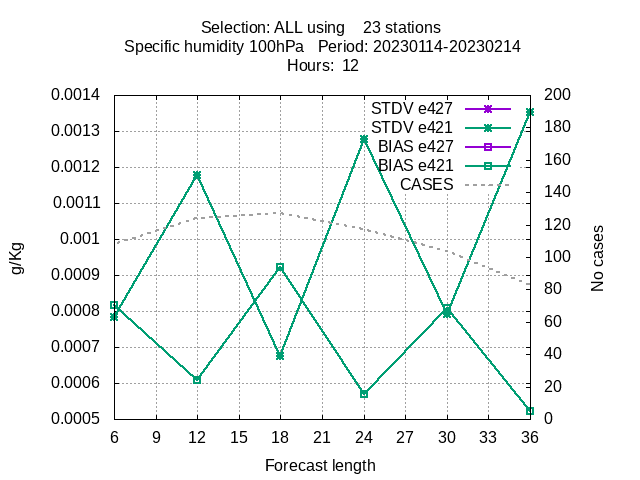 Selection: ALL using    23 stations
Specific humidity 100hPa   Period: 20230114-20230214
Hours:  12
0.0014
0.0013
0.0012
0.0011
0.001
0.0009
0.0008
0.0007
0.0006
0.0005
g/Kg
STDV e427
STDV e421
BIAS e427
BIAS e421
CASES
200
180
160
140
120
100
80
60
40
20
0
No cases
6 9 12 15 18 21 24 27 30 33 36
Forecast length